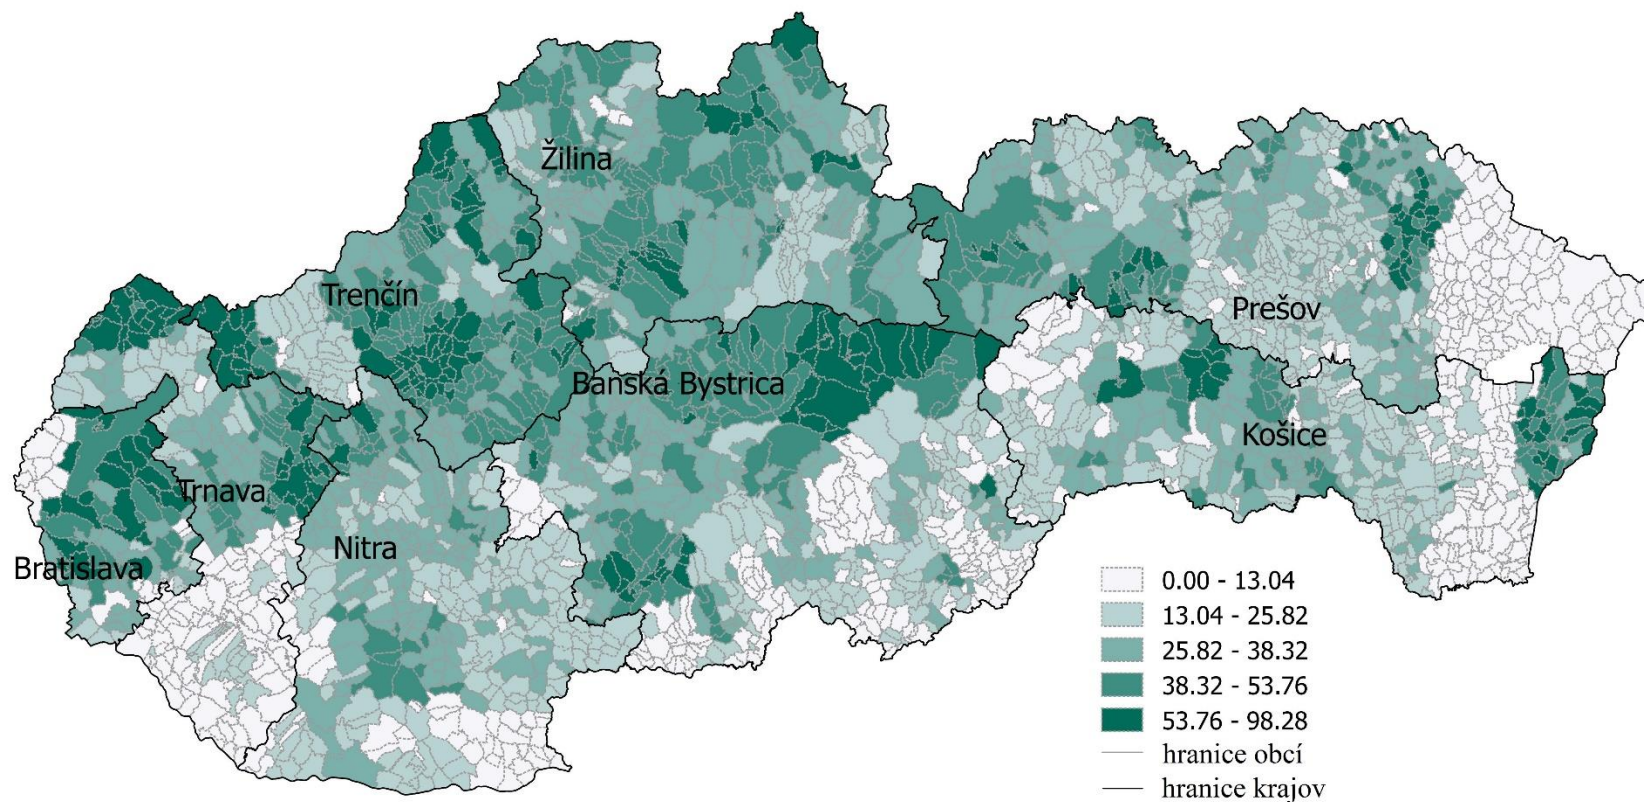 Žilina
Trenčín
Prešov
Banská Bystrica
Košice
Trnava
Nitra
Bratislava
0.00 - 13.04
13.04 - 25.82
25.82 - 38.32
38.32 - 53.76
53.76 - 98.28
hranice obcí
hranice krajov